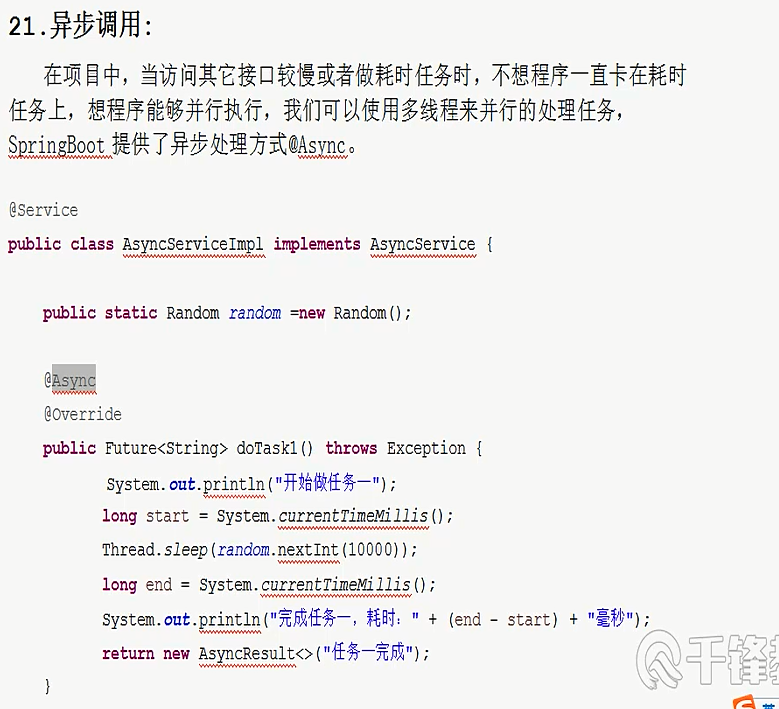 21.异步调用:
在项目中，当访问其它接口较慢或者做耗时任务时，不想程序一直卡在耗时
任务上，想程序能够并行执行，我们可以使用多线程来并行的处理任务，
SpringBoot 提供了异步处理方式@Async。
@Service
public class AsyncServiceImpl implements AsyncService {
public static Random random =new Random();
@Async
@Override
public Future<String> doTask1() throws Exception {
System.out.println("开始做任务一");
long start = System.currentTimeMillis();
Thread.sleep(random.nextInt(10000));
long end = System.currentTimeMillis();
System.out.println("完成任务一，耗时：" + (end - start) + "毫秒");
return new AsyncResult<>("任务一完成");
}
千锋